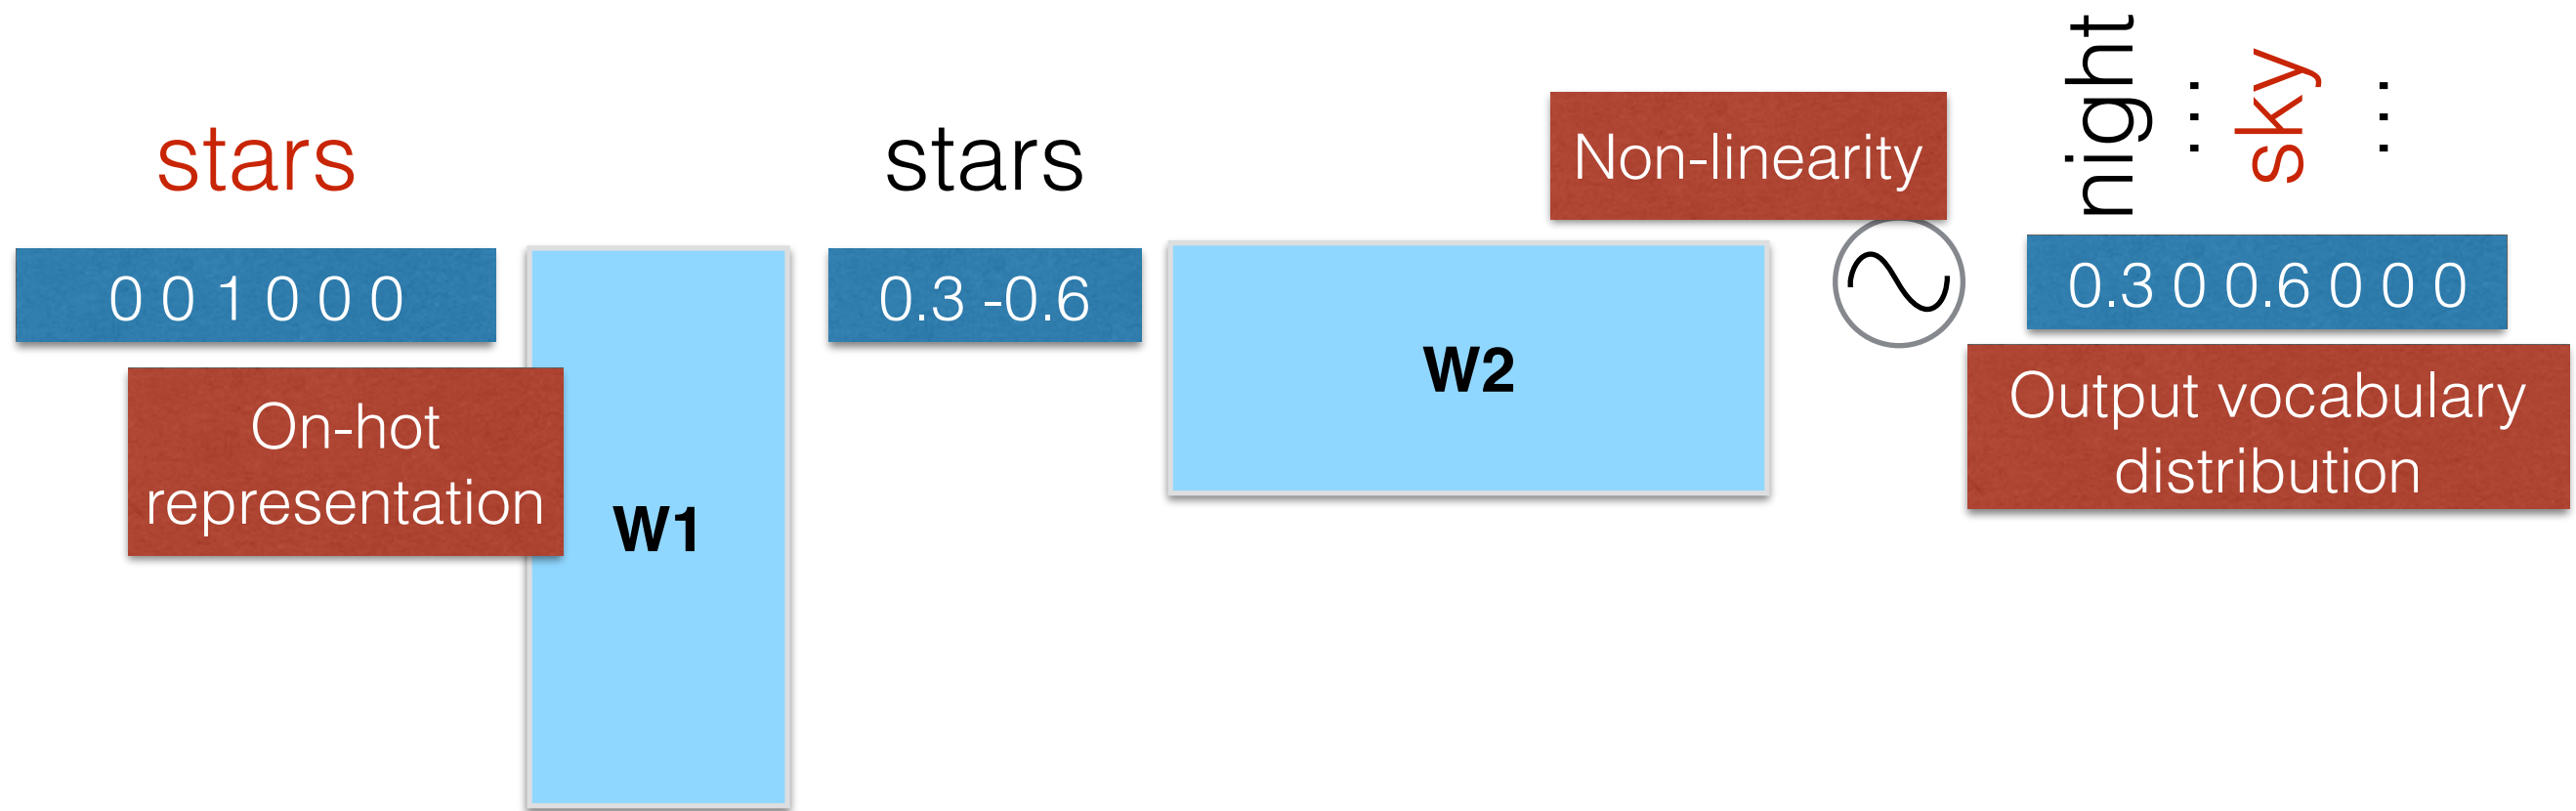 stars
0 0 1 0 0 0
On-hot
representation
W1
stars
0.3 -0.6
W2
Non-linearity
night
...
sky
...
0.3 0 0.6 0 0 0
Output vocabulary
distribution